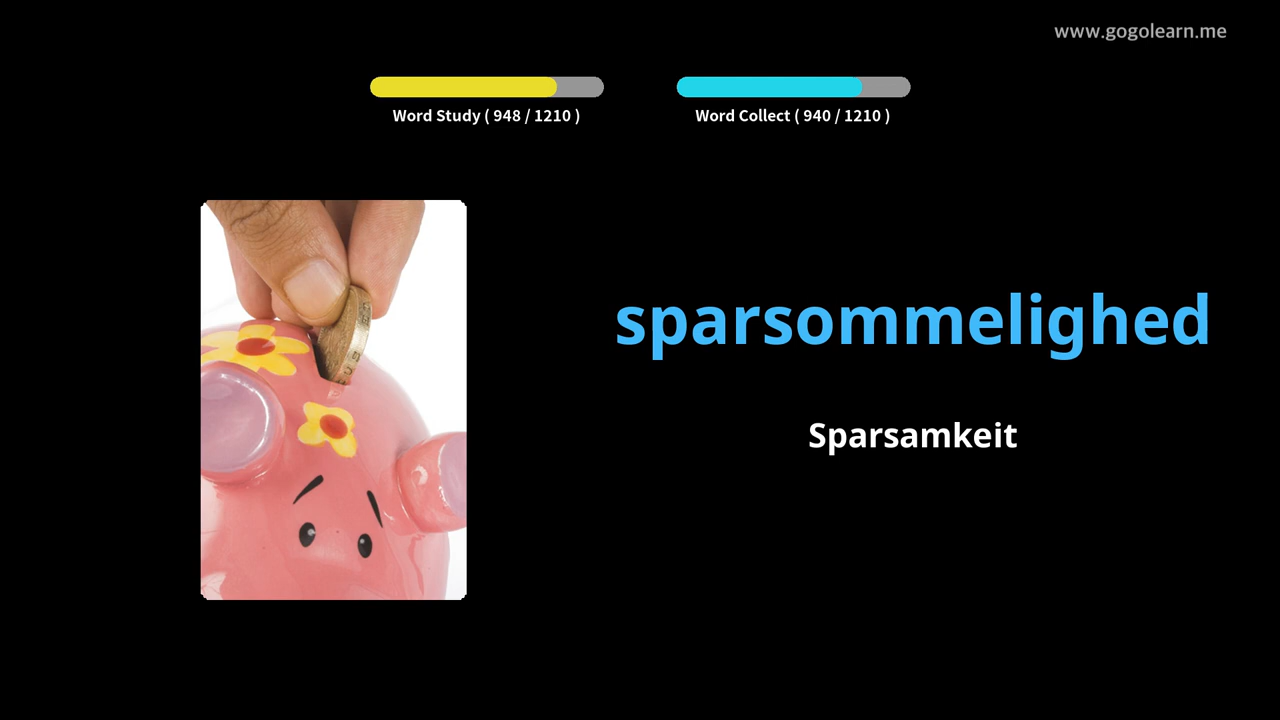 www.gogolearn.me
Word Study ( 948 / 1210 )
Word Collect ( 940 / 1210 )
sparsommelighed
Sparsamkeit